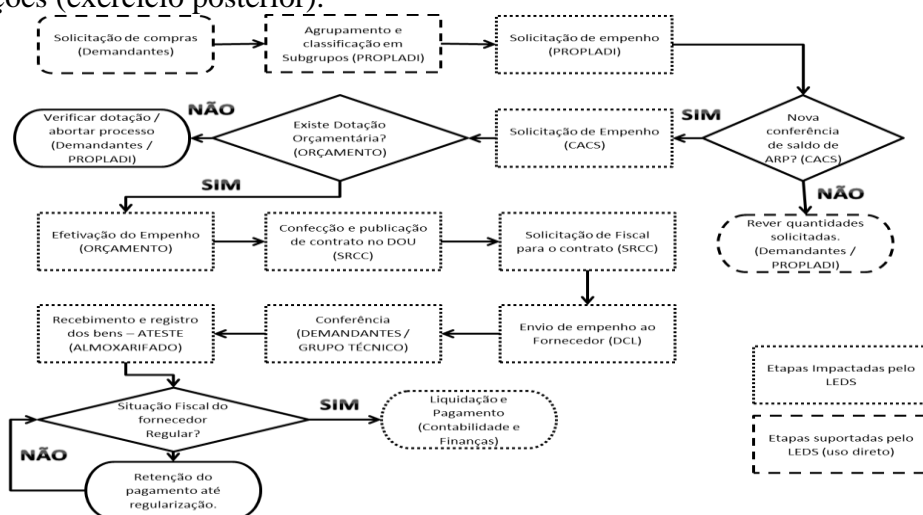 ções (exercício posterior).
Solicitação de compras
(Demandantes)
Agrupamento e
classificação em
Subgrupos (PROPLADI)
Solicitação de empenho
(PROPLADI)
Verificar dotação /
abortar processo
(Demandantes /
PROPLADI)
NÃO
Existe Dotação
Orçamentária?
(ORÇAMENTO)
Solicitação de Empenho
(CACS)
SIM
Nova
conferência
de saldo de
ARP? (CACS)
SIM
NÃO
Efetivação do Empenho
(ORÇAMENTO)
Confecção e publicação
de contrato no DOU
(SRCC)
Solicitação de Fiscal
para o contrato (SRCC)
Rever quantidades
solicitadas.
(Demandantes /
PROPLADI)
Recebimento e registro
dos bens – ATESTE
(ALMOXARIFADO)
Conferência
(DEMANDANTES /
GRUPO TÉCNICO)
Envio de empenho ao
Fornecedor (DCL)
Etapas Impactadas pelo
LEDS
Situação Fiscal do
fornecedor
Regular?
SIM
Liquidação e
Pagamento
(Contabilidade e
Finanças)
Etapas suportadas pelo
LEDS (uso direto)
NÃO
Retenção do
pagamento até
regularização.